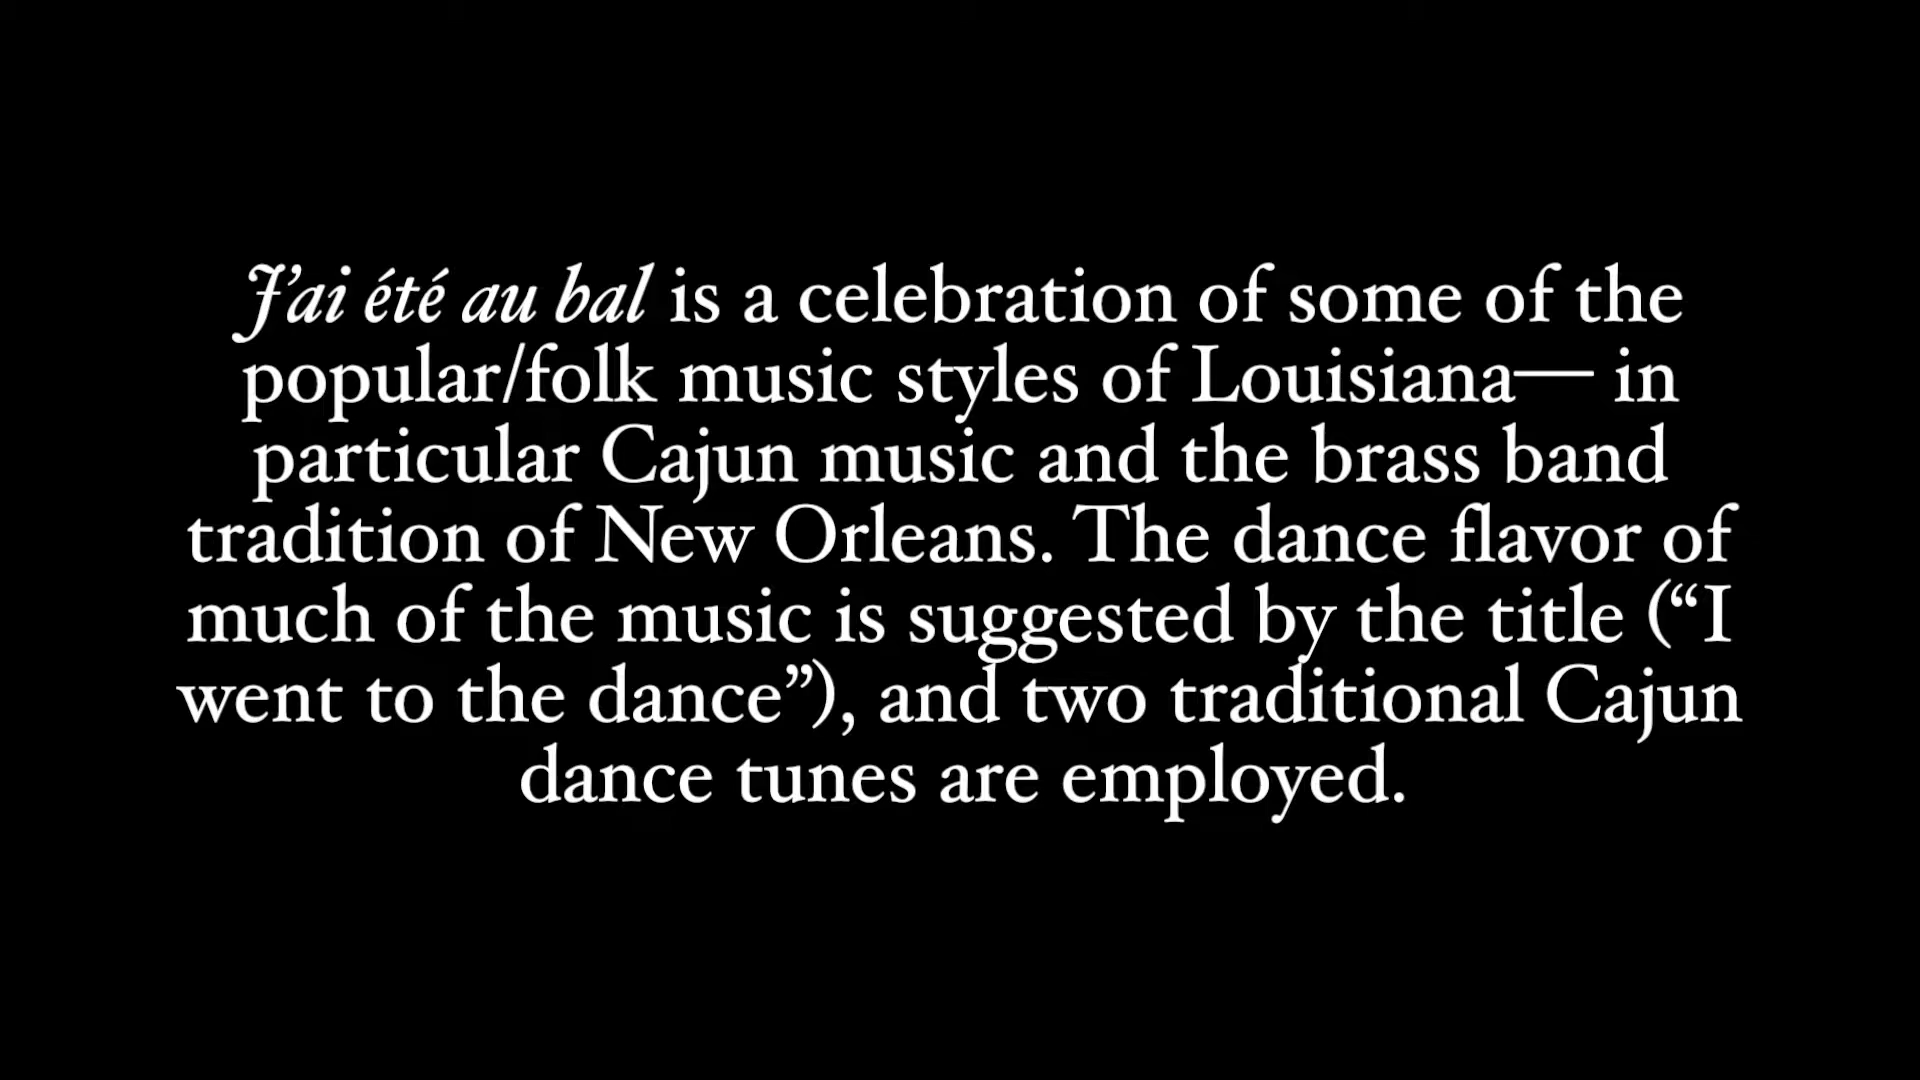 J’ai été au bal is a celebration of some of the
popular/folk music styles of Louisiana— in
particular Cajun music and the brass band
tradition of New Orleans. The dance flavor of
much of the music is suggested by the title (“I
went to the dance”), and two traditional Cajun
dance tunes are employed.